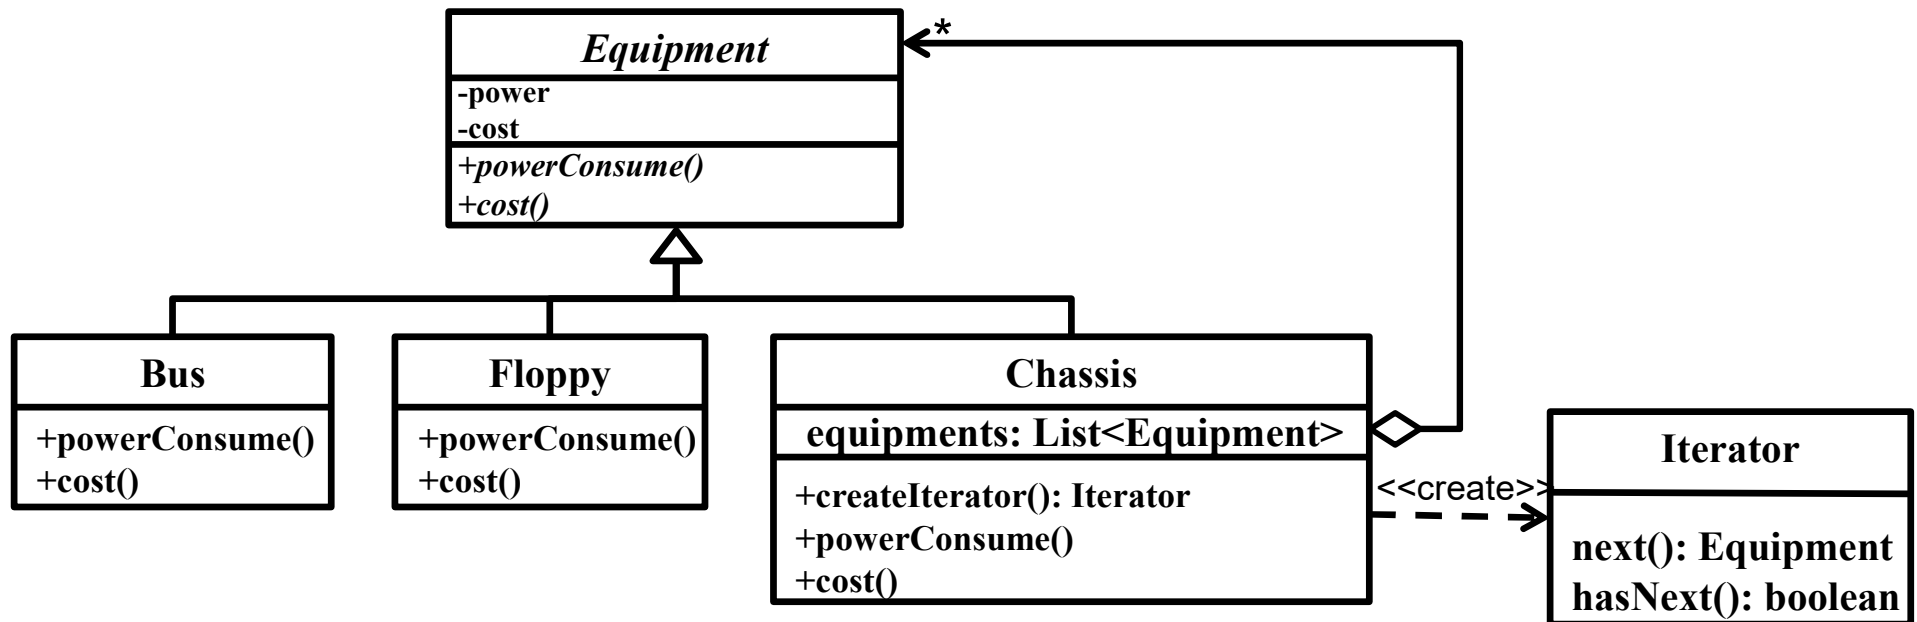 Equipment
*
-power
-cost
+powerConsume()
+cost()
Bus
+powerConsume()
+cost()
Floppy
+powerConsume()
+cost()
Chassis
equipments: List<Equipment>
+createIterator(): Iterator
+powerConsume()
+cost()
<<create>>
Iterator
next(): Equipment
hasNext(): boolean